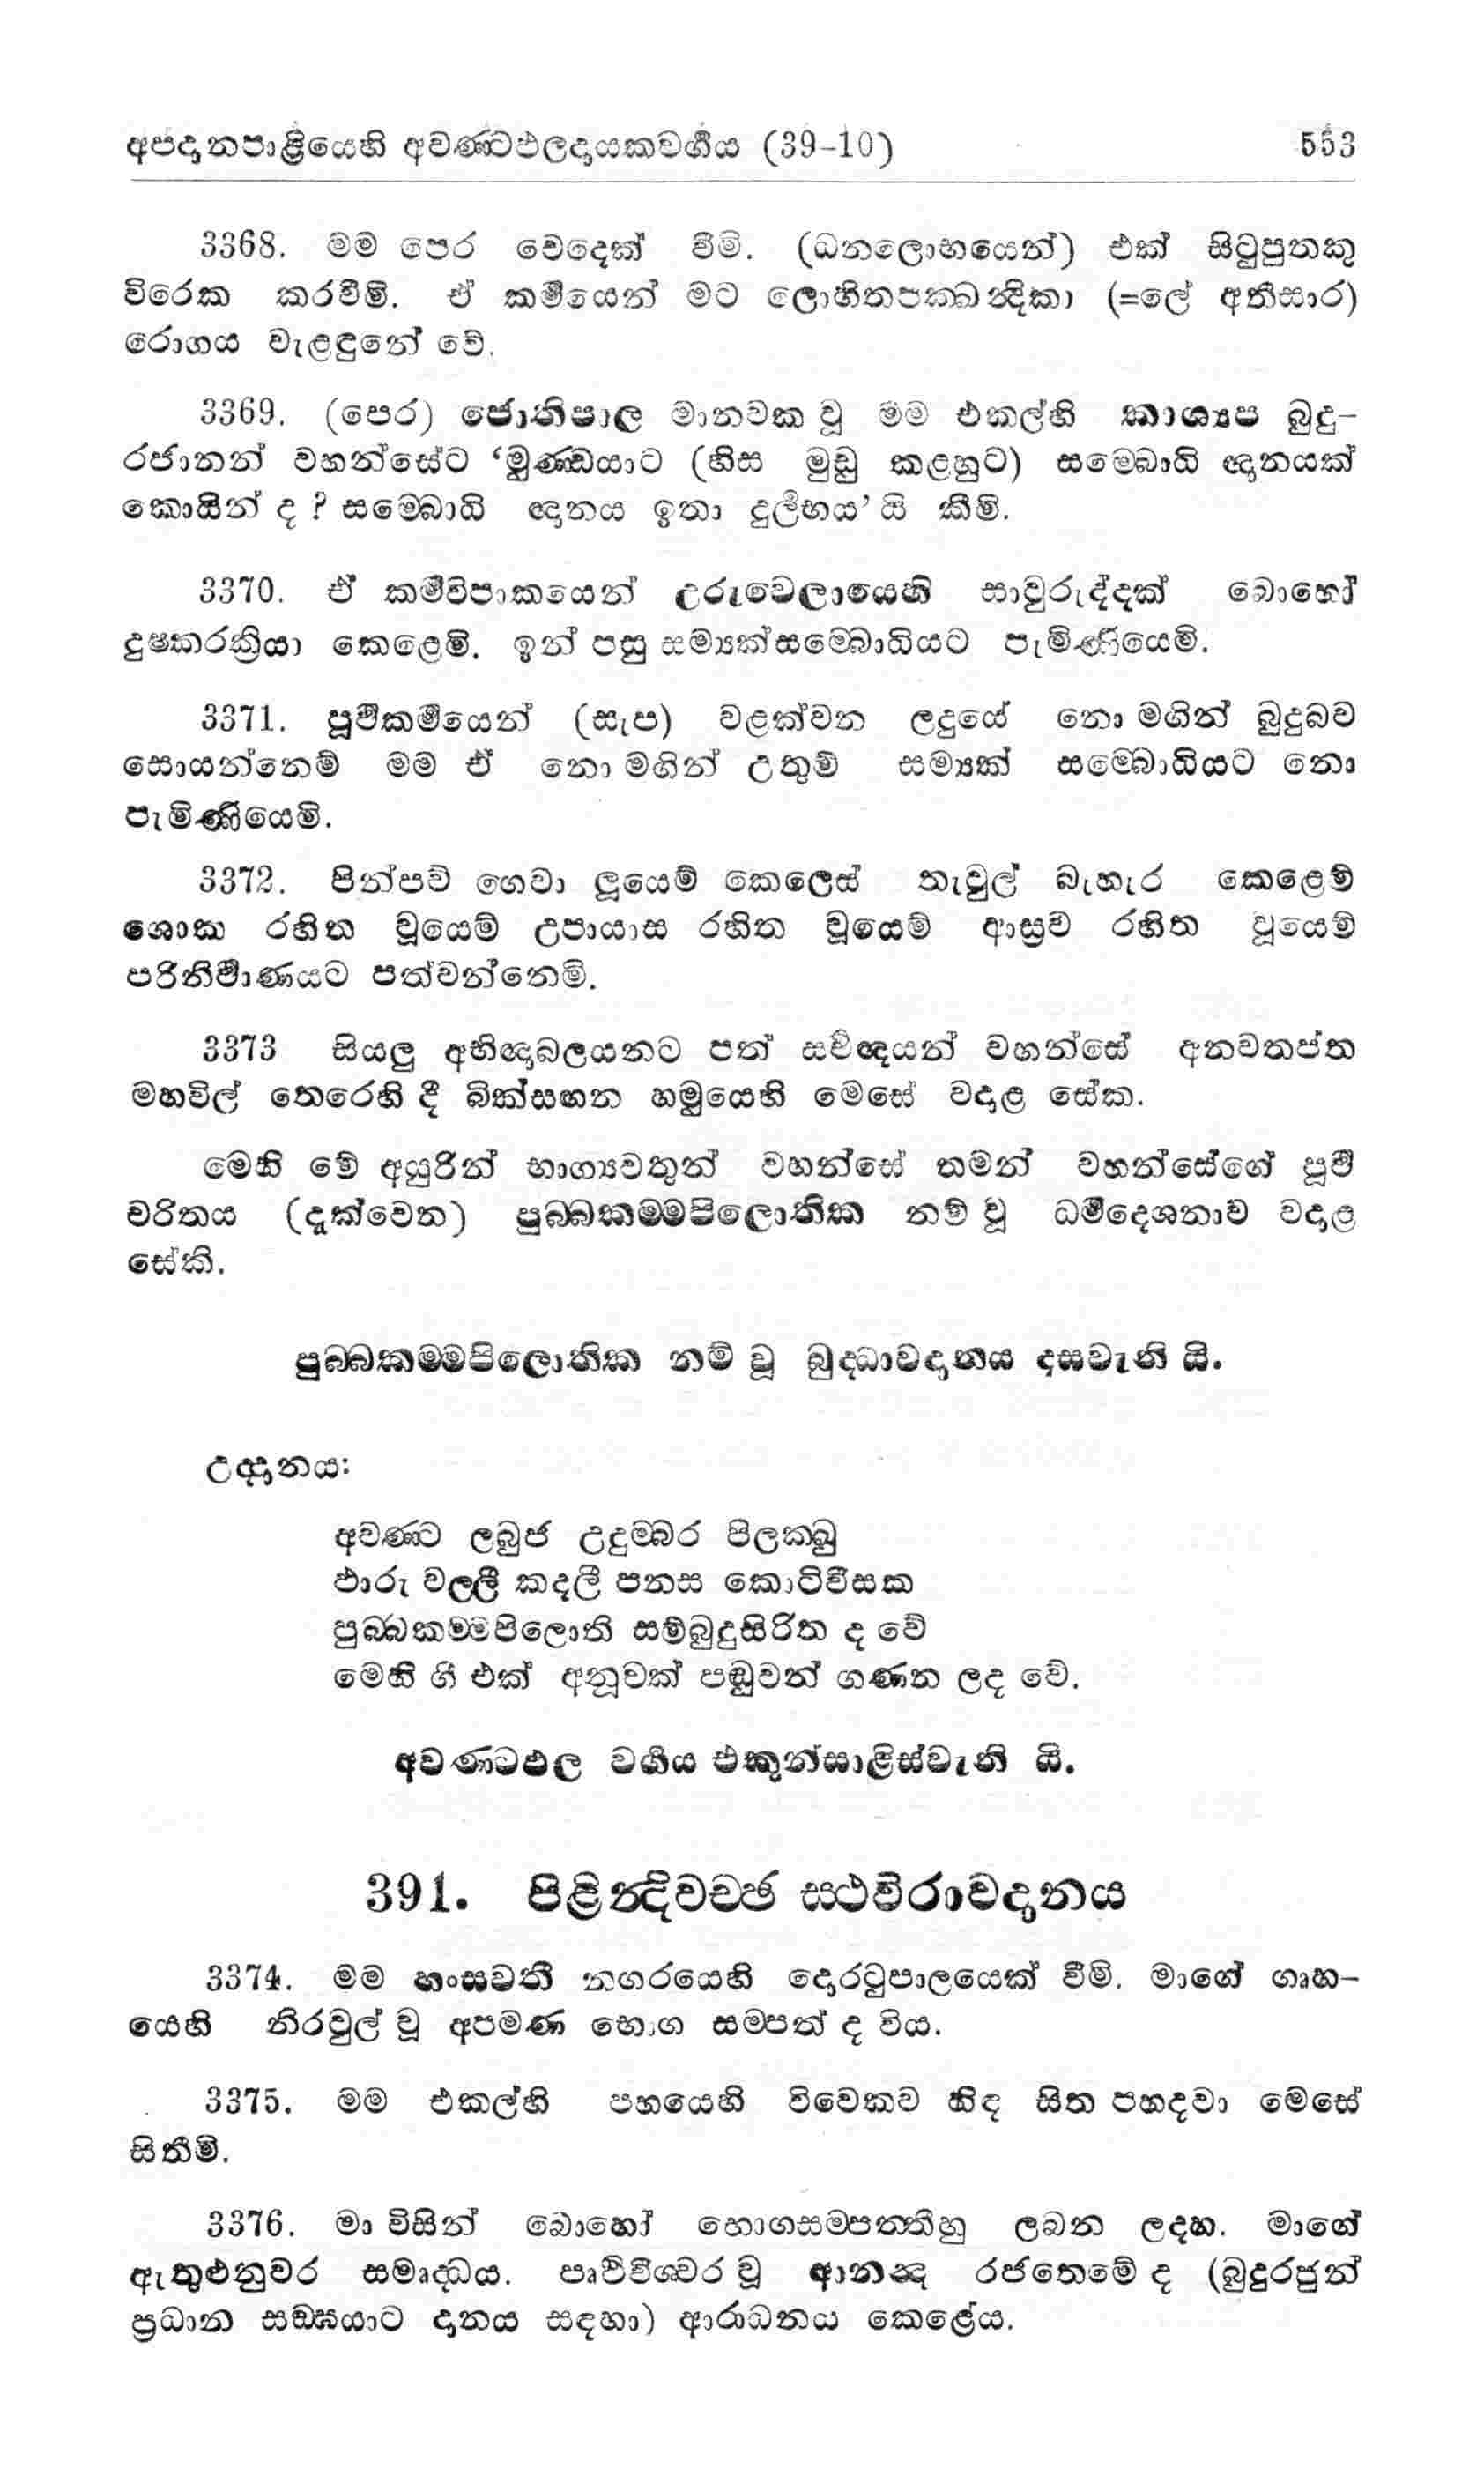 අපදානපාළියෙහි අවණ්ටඵලදායකවර්‍ගය (39-10) 553
3368. මම පෙර වෙදෙක් වීමි. (ධනලොභයෙන්) එක් සිටුපුතකු
විරෙක කරවීමි. ඒ කර්‍මයෙන් මට ලොහිතපක්ඛන්දිකා (=ලේ අතීසාර)
රොගය වැළඳුනේ වේ.
3369. (පෙර) ජොතිපාල මානවක වූ මම එකල්හි කාශ්‍යප බුදු-
රජානන් වහන්සේට ‘මුණ්ඩයාට (හිස මුඩු කළහුට) සම්බොධි ඥානයක්
කොයින් ද ? සම්බොධි ඥානය ඉතා දුර්‍ලභය’ යි කීමි.
3370. ඒ කර්‍මවිපාකයෙන් උරුවෙලායෙහි සාවුරුද්දක් බොහෝ
දුෂ්කරක්‍රියා කෙළෙමි. ඉන් පසු සම්‍යක්සම්බොධියට පැමිණියෙමි.
3371. පූර්‍වකර්‍මයෙන් (සැප) වළක්වන ලදුයේ නො මගින් බුදුබව
සොයන්නෙම් මම ඒ නො මගින් උතුම් සම්‍යක් සම්බොධියට නො
පැමිණියෙමි.
3372. පින්පව් ගෙවා ලූයෙම් කෙලෙස් තැවුල් බැහැර කෙළෙම්
ශොක රහිත වූයෙම් උපායාස රහිත වූයෙම් ආස්‍රව රහිත වූයෙම්
පරිනිර්‍වාණයට පත්වන්නෙමි.
3373 සියලු අභිඥාබලයනට පත් සර්‍වඥයන් වහන්සේ අනවතප්ත
මහවිල් තෙරෙහි දී බික්සඟන හමුයෙහි මෙසේ වදාළ සේක.
මෙහි මේ අයුරින් භාග්‍යවතුන් වහන්සේ තමන් වහන්සේගේ පූර්‍ව
චරිතය (දැක්වෙන) පුබ්බකම්මපිලොතික නම් වූ ධර්‍මදෙශනාව වදාළ
සේකි.
පුබ්බකම්මපිලොතික නම් වූ බුද්ධාවදානය දසවැනි යි.
උද්දානය:
අවණ්ට ලබුජ උදුම්බර පිලක්ඛු
ඵාරු වල්ලී කදලී පනස කොටිවීසක
පුබ්බකම්මපිලොති සම්බුදුසිරිත ද වේ
මෙහි ගී එක් අනූවක් පඬුවන් ගණන ලද වේ.
අවණ්ටඵල වර්‍ගය එකුන්සාළිස්වැනි යි.
391. පිළින්දිවච්ඡ ස්ථවිරාවදානය
3374. මම හංසවතී නගරයෙහි දොරටුපාලයෙක් වීමි. මාගේ ගෘහ-
යෙහි නිරවුල් වූ අපමණ භොග සම්පත් ද විය.
3375. මම එකල්හි පහයෙහි විවෙකව හිඳ සිත පහදවා මෙසේ
සිතීමි.
3376. මා විසින් බොහෝ භොගසම්පත්තීහු ලබන ලදහ. මාගේ
ඇතුළුනුවර සමෘද්ධය. පෘථිවීශ්වර වූ ආනන්ද රජතෙමේ ද (බුදුරජුන්
ප්‍රධාන සඞ්ඝයාට දානය සඳහා) ආරාධනය කෙළේය.